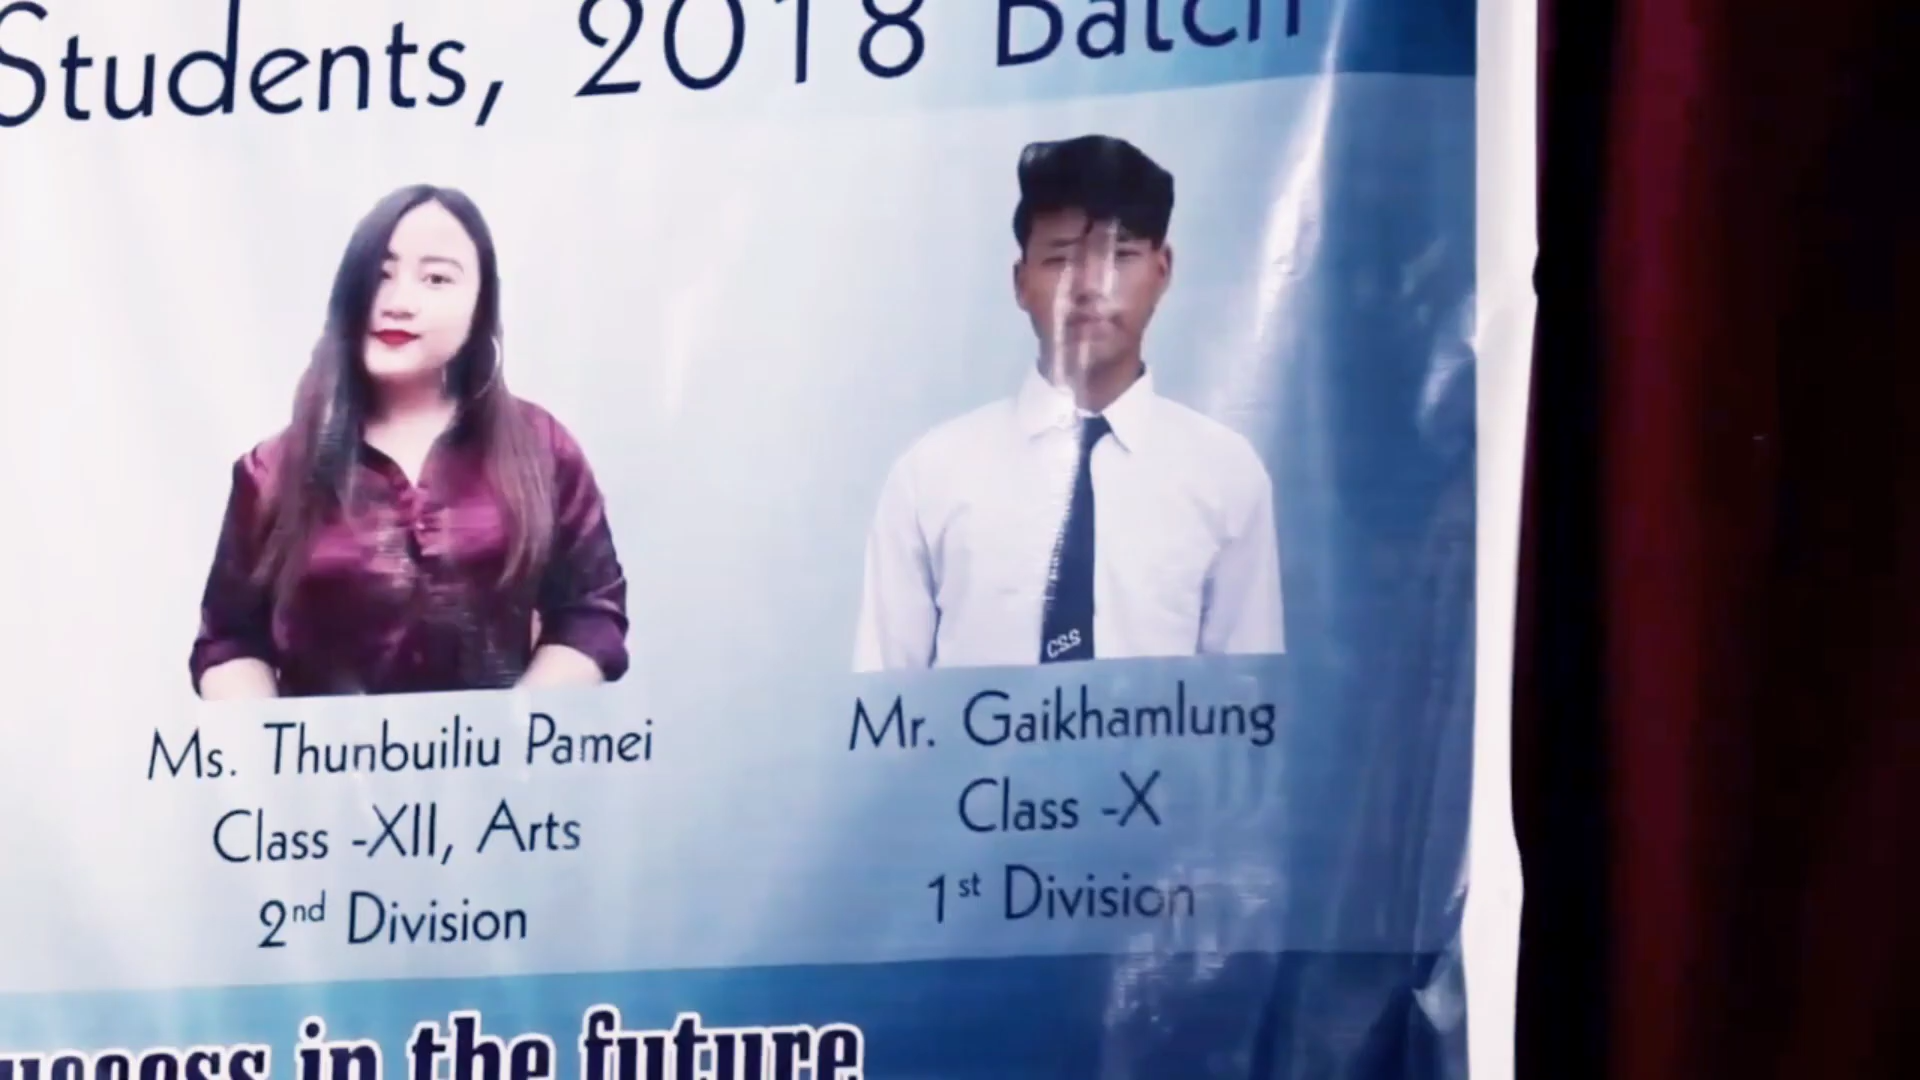 Students, 2018 Batch
CSS
Ms. Thunbuiliu Pamei
Class -XII, Arts
2nd Division
Mr. Gaikhamlung
Class -X
1st Division
in the future